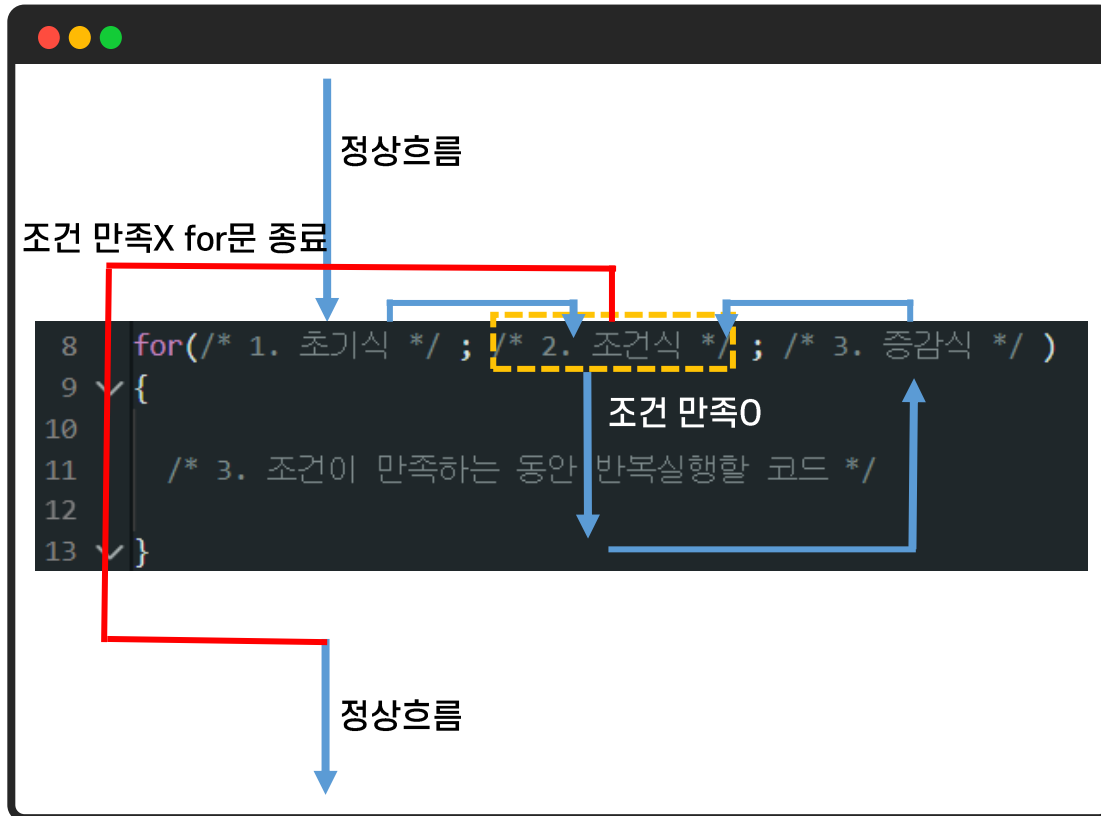 정상흐름
조건 만족X for문 종료
8 for(/* 1. 초기식 */ ; /* 2. 조건식 */ ; /* 3. 증감식 */ )
9 {
조건 만족O
10
11 /* 3. 조건이 만족하는 동안 반복실행할 코드 */
12
13 }
정상흐름